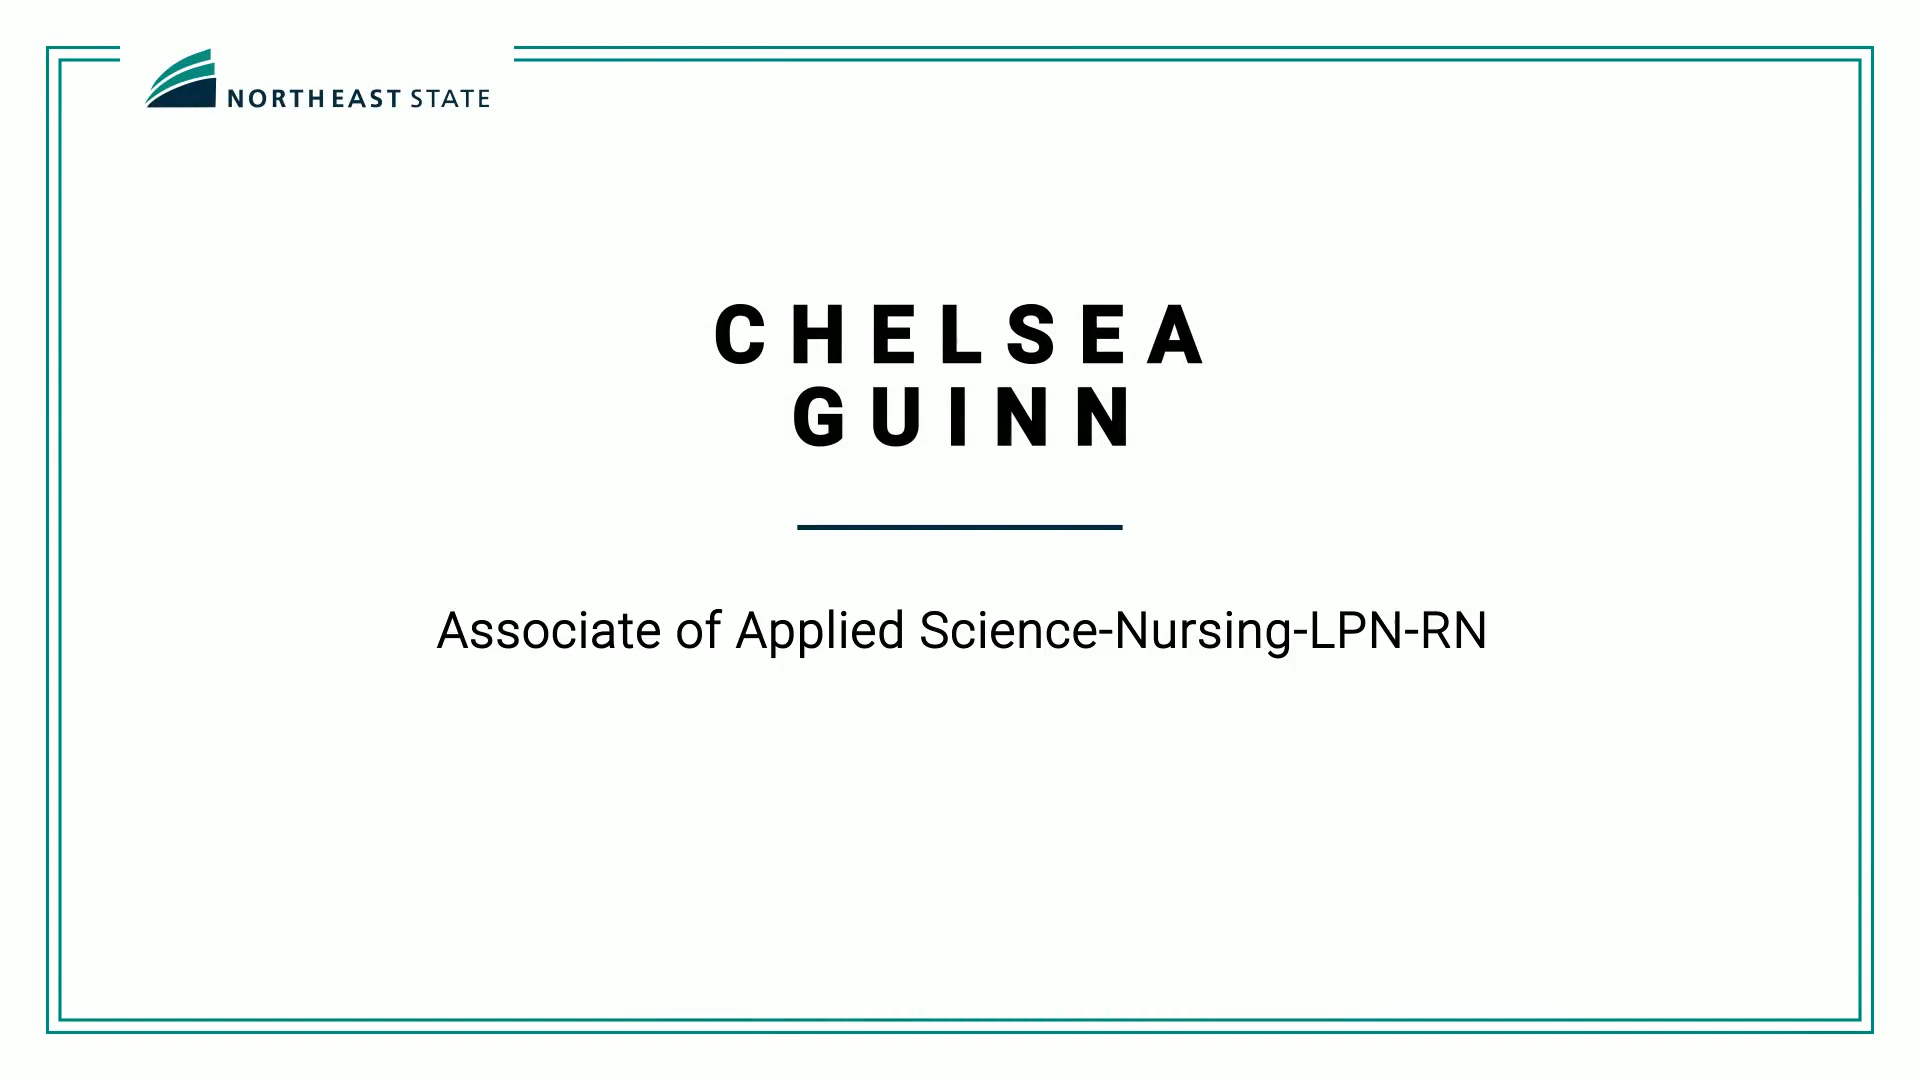 NORTHEAST STATE
CHELSEA
GUINN
Associate of Applied Science-Nursing-LPN-RN